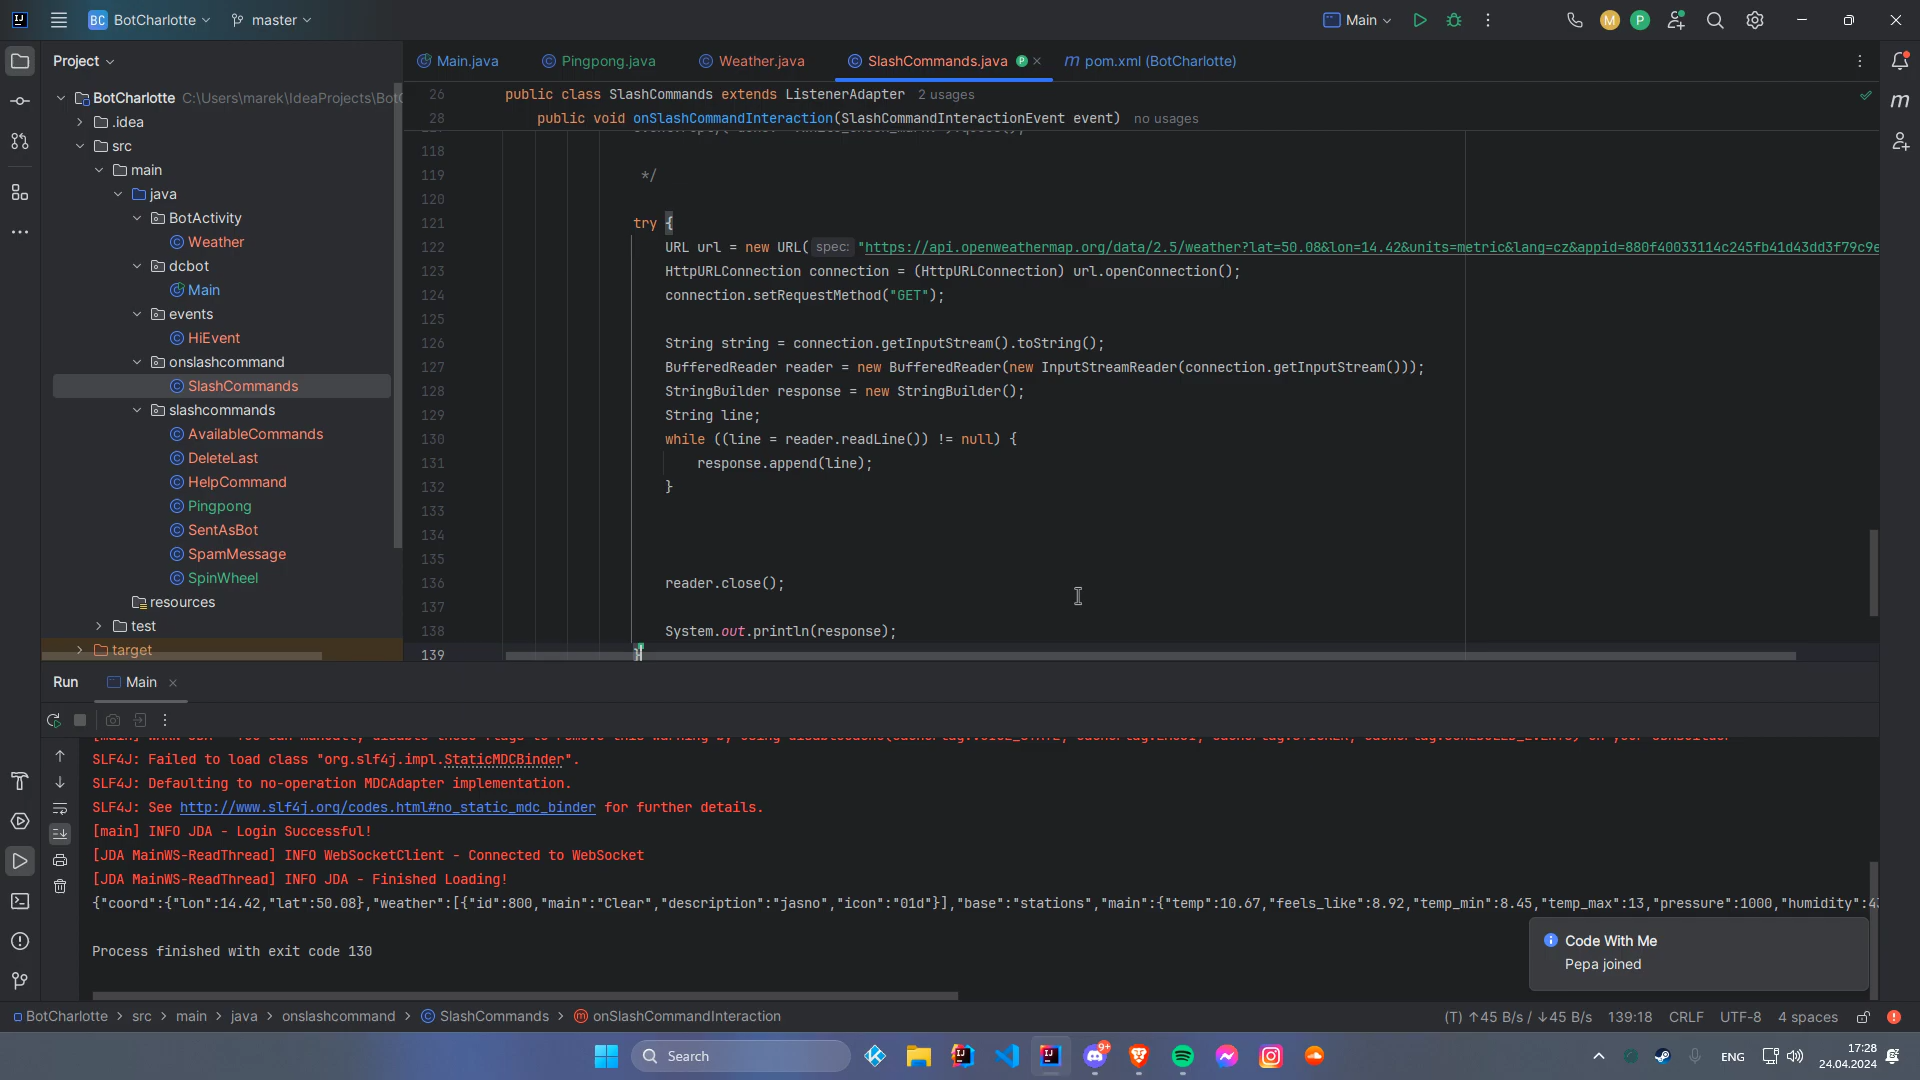 BC BotCharlotte master Main M P
Project
Main.java Pingpong.java Weather.java SlashCommands.java P m pom.xml (BotCharlotte)
BotCharlotte C:\Users\marek\IdeaProjects\Bot
.idea
src
main
java
BotActivity
Weather
dcbot
Main
events
HiEvent
onslashcommand
SlashCommands
slashcommands
AvailableCommands
DeleteLast
HelpCommand
Pingpong
SentAsBot
SpamMessage
SpinWheel
resources
test
target
26 public class SlashCommands extends ListenerAdapter 2 usages
28 public void onSlashCommandInteraction(SlashCommandInteractionEvent event) no usages
118
119 */
120
121 try {
122 URL url = new URL( spec: "https://api.openweathermap.org/data/2.5/weather?lat=50.08&lon=14.42&units=metric&lang=cz&appid=880f40033114c245fb41d43dd3f79c9e
123 HttpURLConnection connection = (HttpURLConnection) url.openConnection();
124 connection.setRequestMethod("GET");
125
126 String string = connection.getInputStream().toString();
127 BufferedReader reader = new BufferedReader(new InputStreamReader(connection.getInputStream()));
128 StringBuilder response = new StringBuilder();
129 String line;
130 while ((line = reader.readLine()) != null) {
131 response.append(line);
132 }
133
134
135
136 reader.close();
137
138 System.out.println(response);
139 }
Run Main
SLF4J: Failed to load class "org.slf4j.impl.StaticMDCBinder".
SLF4J: Defaulting to no-operation MDCAdapter implementation.
SLF4J: See http://www.slf4j.org/codes.html#no_static_mdc_binder for further details.
[main] INFO JDA - Login Successful!
[JDA MainWS-ReadThread] INFO WebSocketClient - Connected to WebSocket
[JDA MainWS-ReadThread] INFO JDA - Finished Loading!
{"coord":{"lon":14.42,"lat":50.08},"weather":[{"id":800,"main":"Clear","description":"jasno","icon":"01d"}],"base":"stations","main":{"temp":10.67,"feels_like":8.92,"temp_min":8.45,"temp_max":13,"pressure":1000,"humidity":4
Process finished with exit code 130
Code With Me
Pepa joined
BotCharlotte > src > main > java > onslashcommand > SlashCommands > onSlashCommandInteraction (T) ↑45 B/s / ↓45 B/s 139:18 CRLF UTF-8 4 spaces
Search 9+ ENG 17:28
24.04.2024